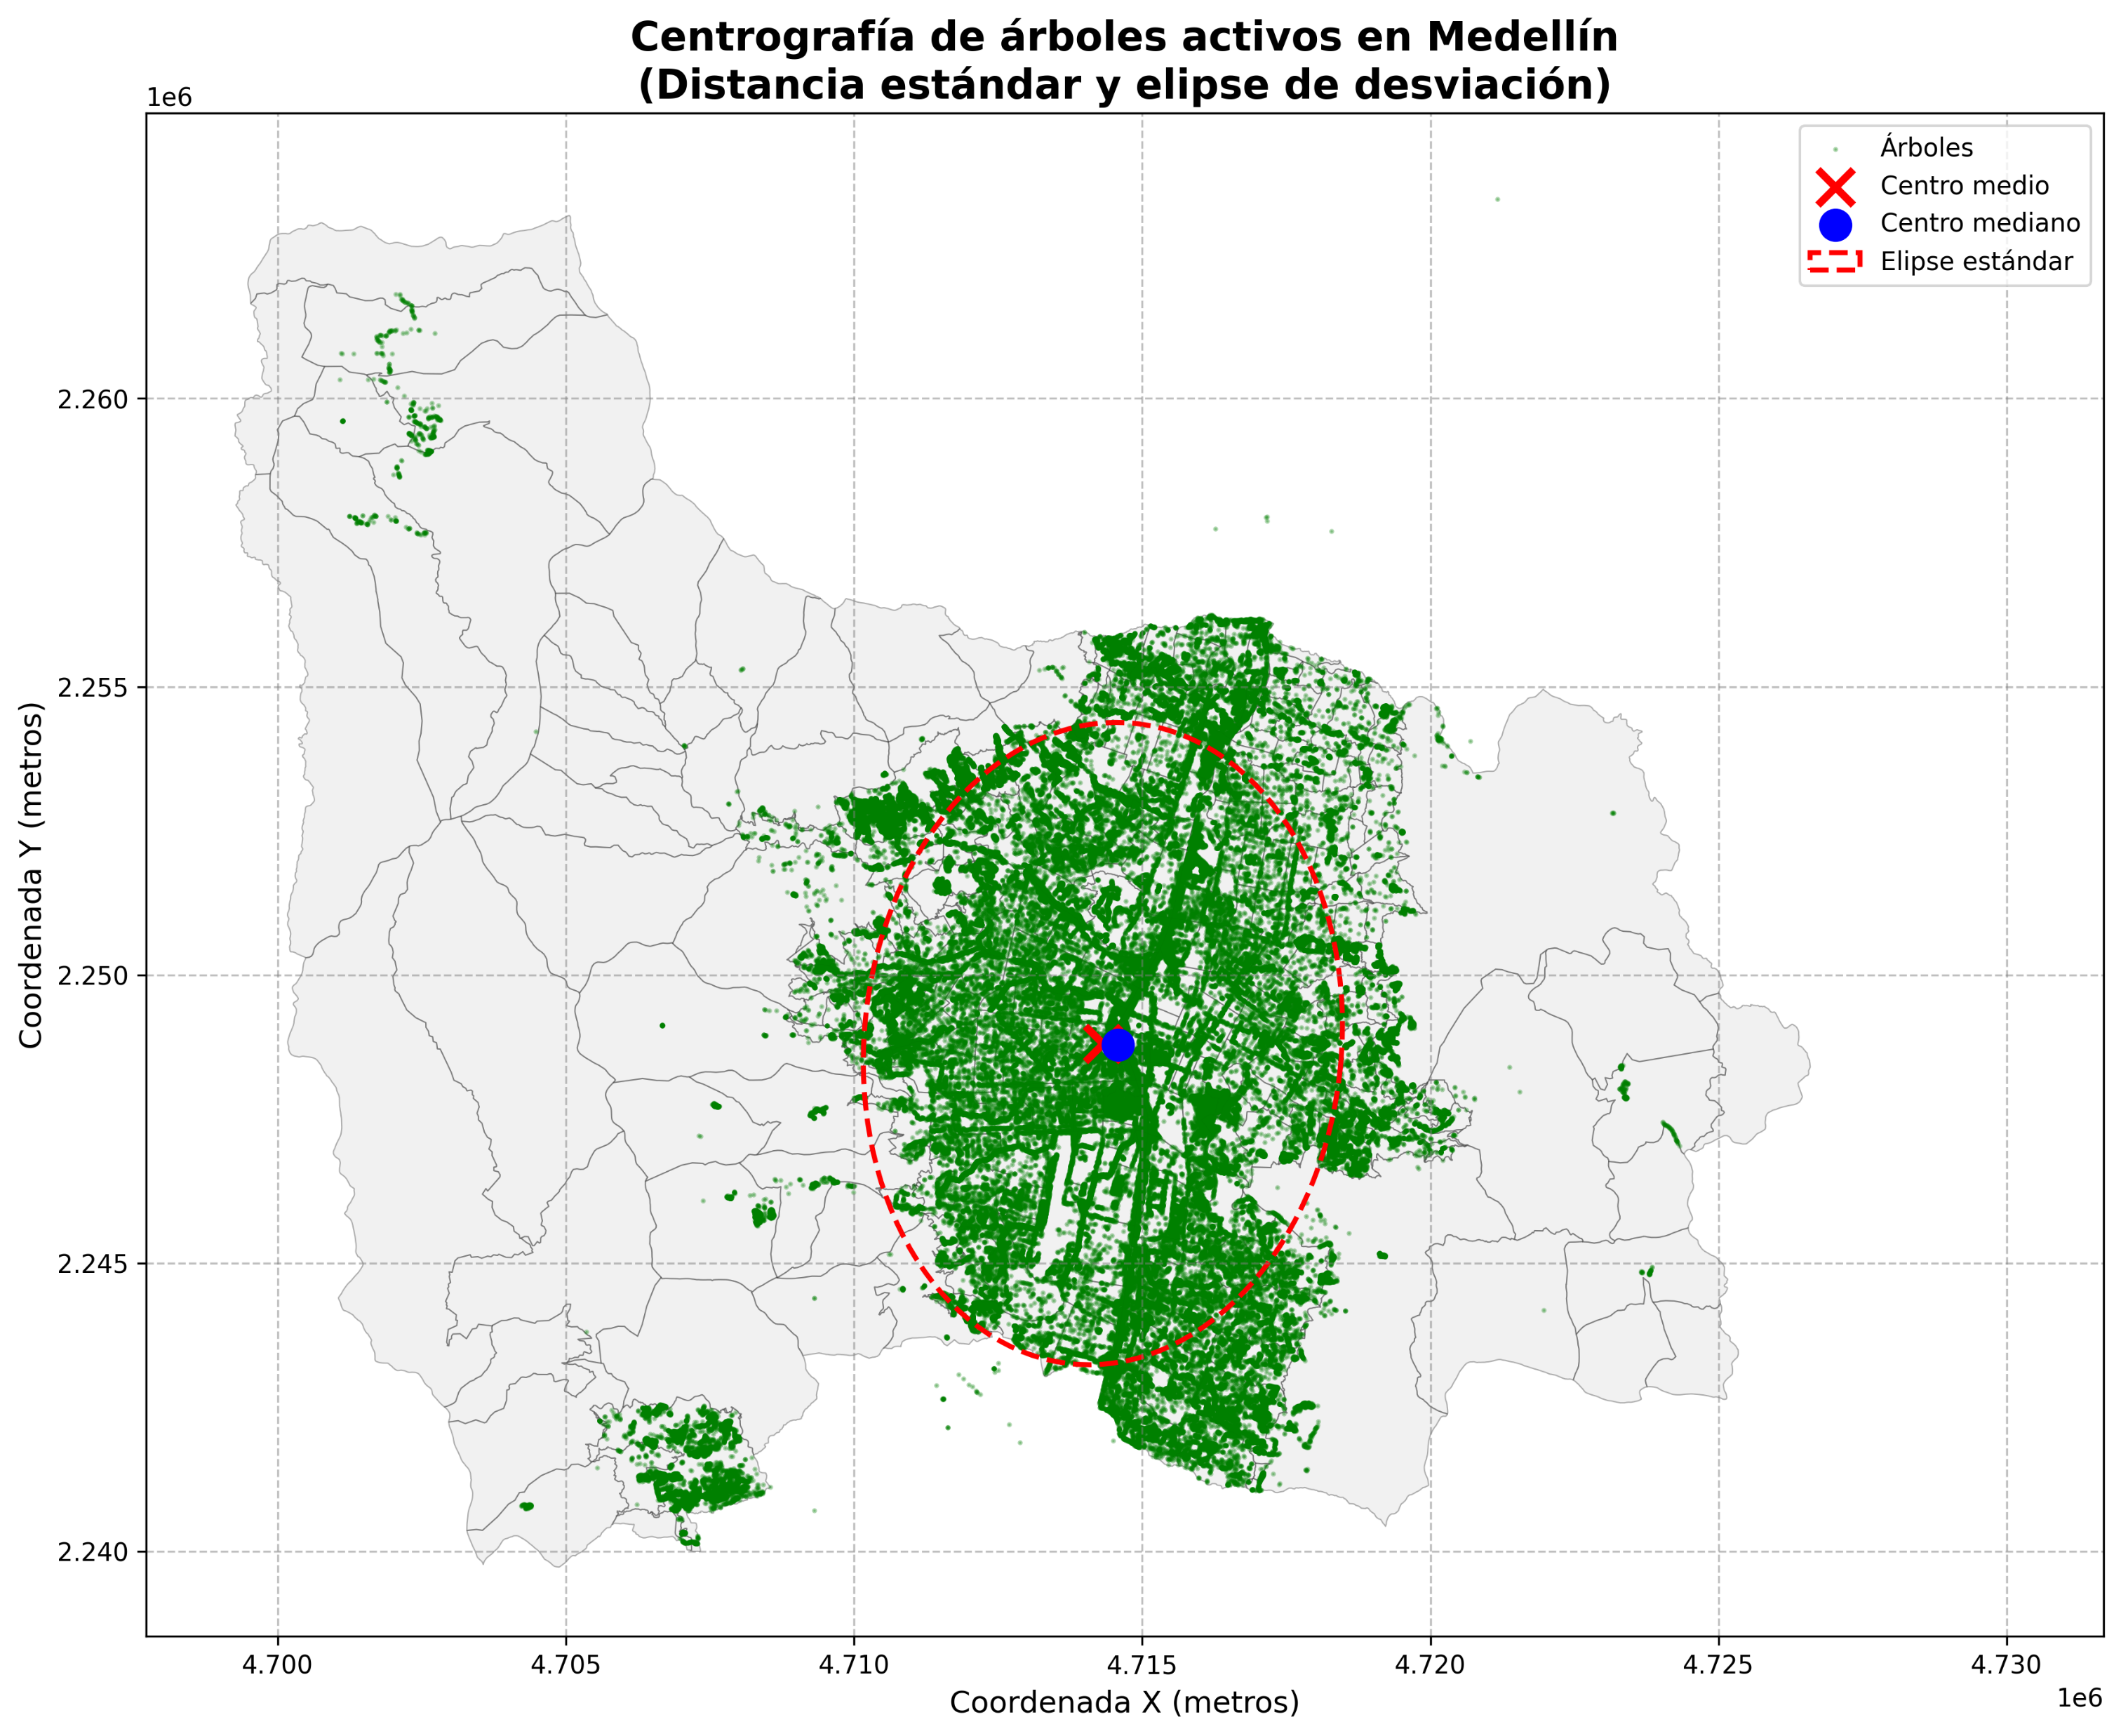 Centrografía de árboles activos en Medellín
(Distancia estándar y elipse de desviación)
1e6
Árboles
Centro medio
Centro mediano
Elipse estándar
2.260
2.255
2.250
2.245
2.240
Coordenada Y (metros)
4.700
4.705
4.710
4.715
4.720
4.725
4.730
Coordenada X (metros)
1e6